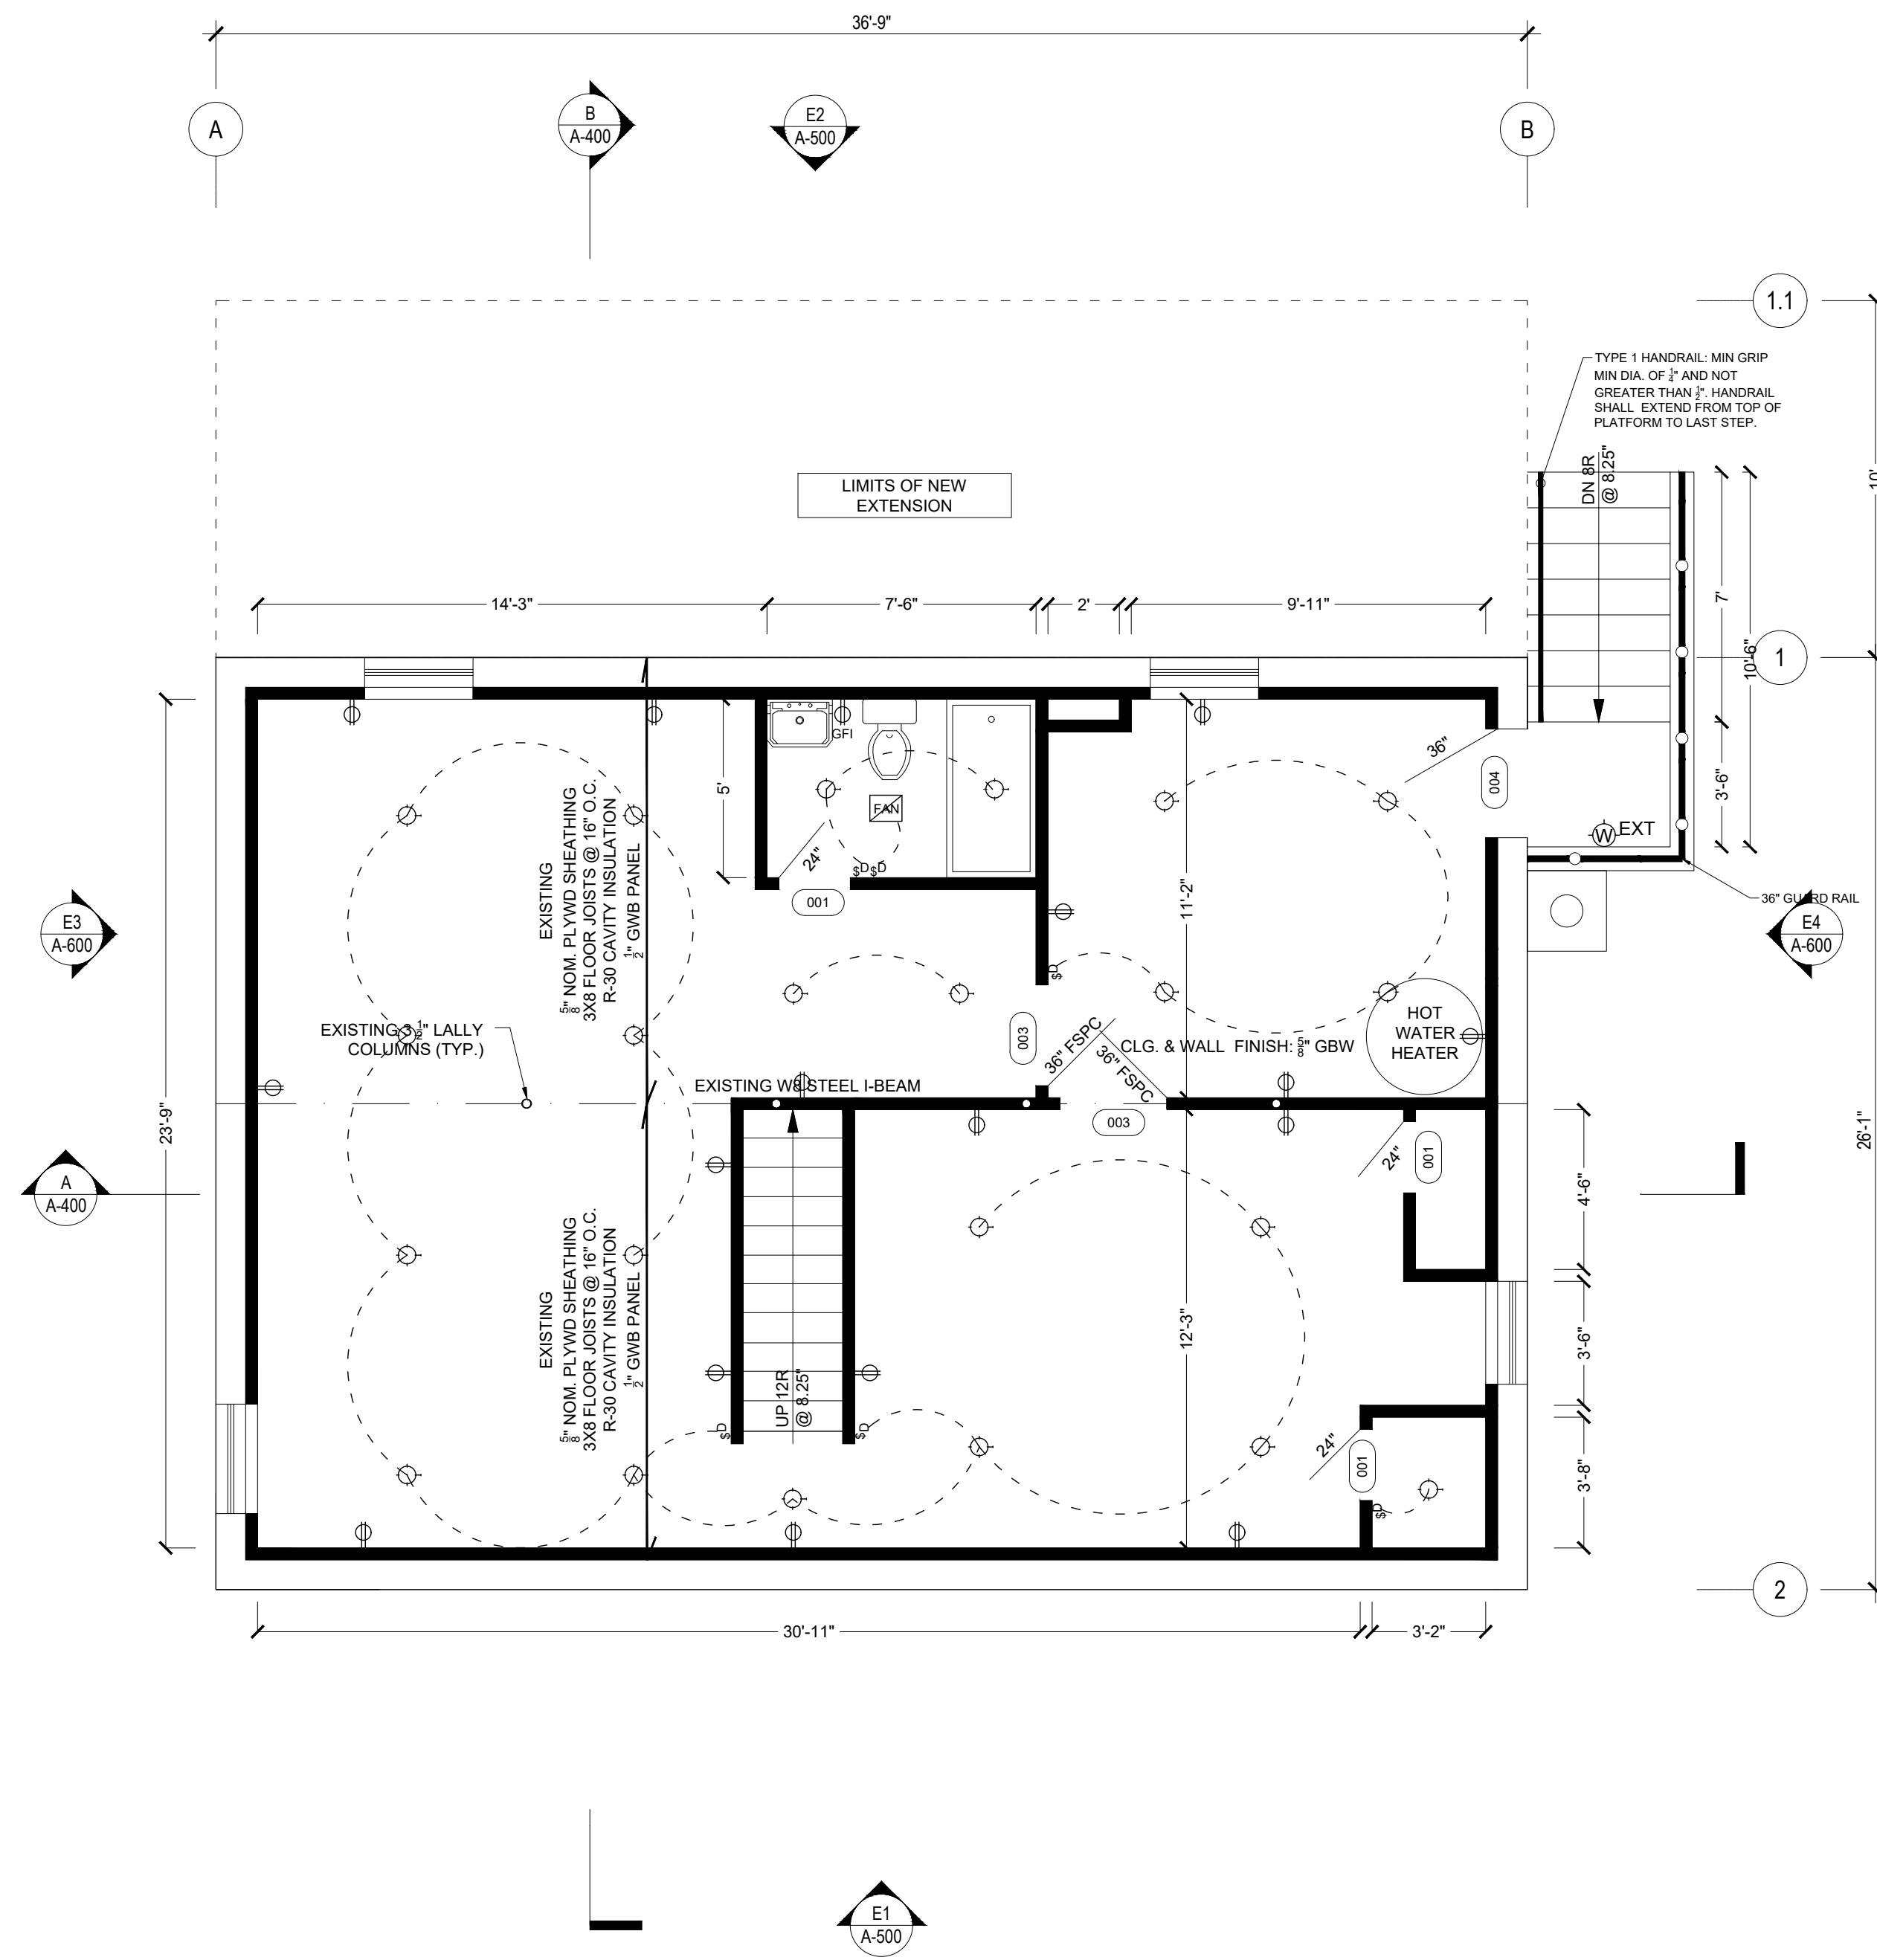 36'-9"
A
B
A-400
E2
A-500
B
1.1
10'
TYPE 1 HANDRAIL: MIN GRIP
MIN DIA. OF 1/4" AND NOT
GREATER THAN 1/2". HANDRAIL
SHALL EXTEND FROM TOP OF
PLATFORM TO LAST STEP.
DN 8R
@ 8.25"
LIMITS OF NEW
EXTENSION
14'-3"
7'-6"
2'
9'-11"
7'
10'-6"
1
3'-6"
GFI
36"
004
5'
FAN
24"
$D$D
001
W EXT
36" GUARD RAIL
EXISTING
5/8" NOM. PLYWD SHEATHING
3X8 FLOOR JOISTS @ 16" O.C.
R-30 CAVITY INSULATION
1/2" GWB PANEL
11'-2"
E3
A-600
E4
A-600
$D
EXISTING 3 1/2" LALLY
COLUMNS (TYP.)
003
36" FSPC
36" FSPC
CLG. & WALL FINISH: 5/8" GBW
HOT
WATER
HEATER
EXISTING W8 STEEL I-BEAM
003
23'-9"
26'-1"
24"
001
A
A-400
4'-6"
EXISTING
5/8" NOM. PLYWD SHEATHING
3X8 FLOOR JOISTS @ 16" O.C.
R-30 CAVITY INSULATION
1/2" GWB PANEL
12'-3"
3'-6"
UP 12R
@ 8.25"
$D
$D
24"
001
3'-8"
$D
2
30'-11"
3'-2"
E1
A-500